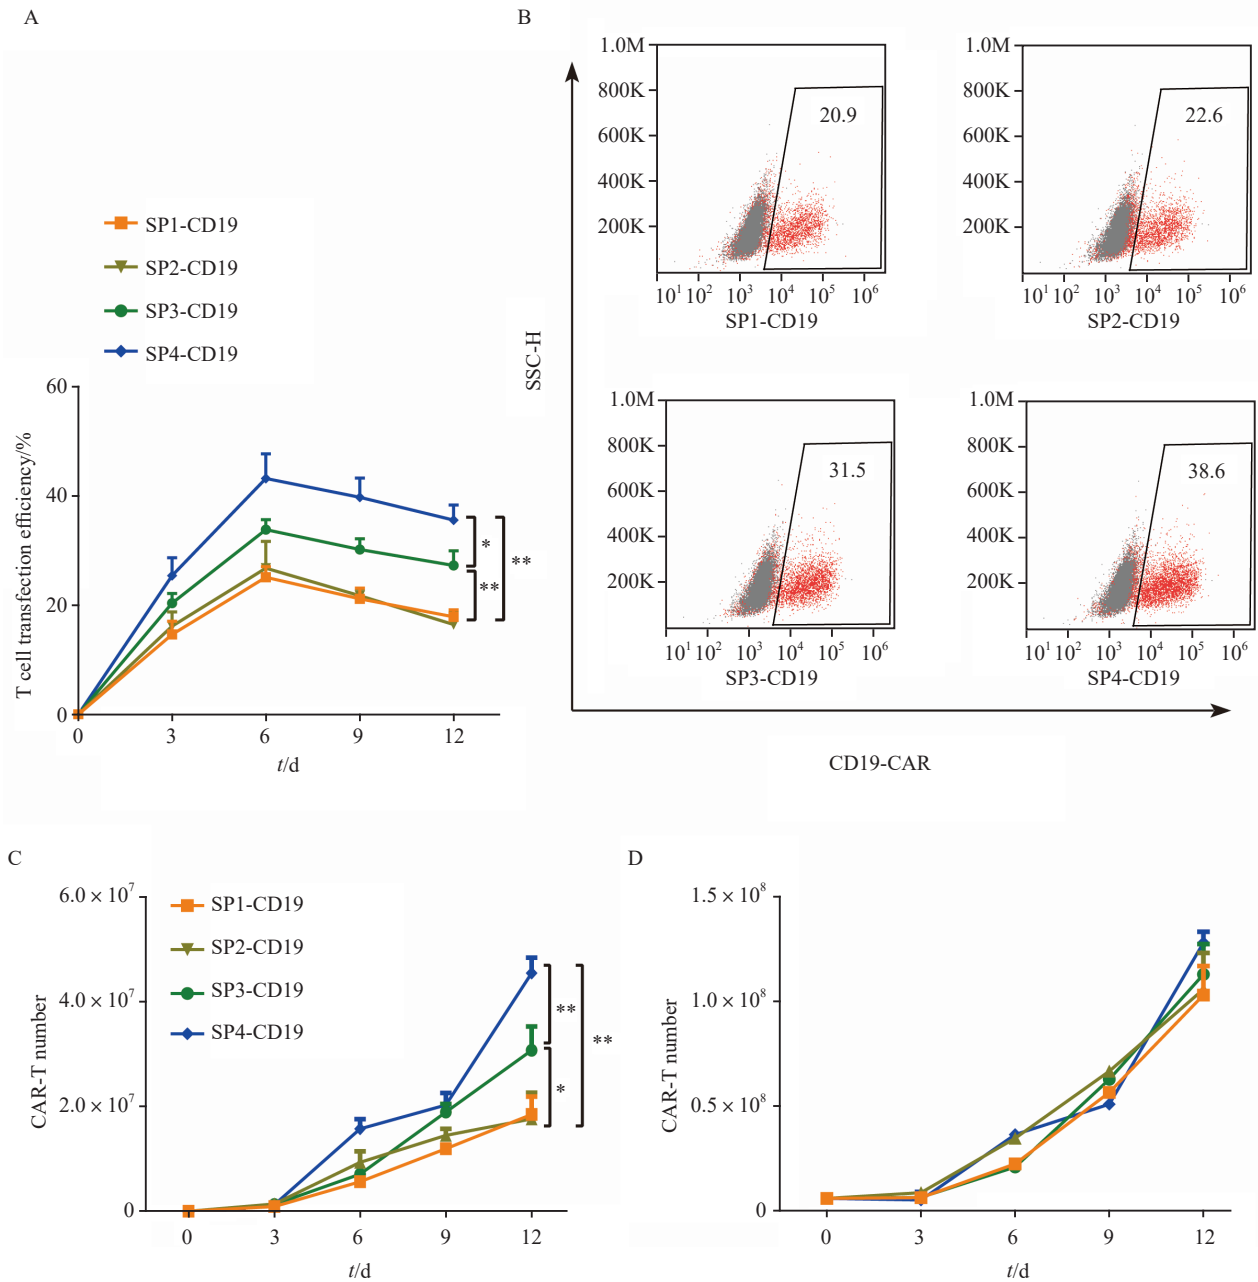 A
SP1-CD19
SP2-CD19
SP3-CD19
SP4-CD19
60
40
20
0
T cell transfection efficiency/%
0 3 6 9 12
t/d
*
**
**
B
1.0M
800K
600K
400K
200K
20.9
10¹ 10² 10³ 10⁴ 10⁵ 10⁶
SP1-CD19
1.0M
800K
600K
400K
200K
22.6
10¹ 10² 10³ 10⁴ 10⁵ 10⁶
SP2-CD19
SSC-H
1.0M
800K
600K
400K
200K
31.5
10¹ 10² 10³ 10⁴ 10⁵ 10⁶
SP3-CD19
1.0M
800K
600K
400K
200K
38.6
10¹ 10² 10³ 10⁴ 10⁵ 10⁶
SP4-CD19
CD19-CAR
C
6.0 × 10⁷
4.0 × 10⁷
2.0 × 10⁷
0
CAR-T number
SP1-CD19
SP2-CD19
SP3-CD19
SP4-CD19
**
*
**
0 3 6 9 12
t/d
D
1.5 × 10⁸
1.0 × 10⁸
0.5 × 10⁸
0
CAR-T number
0 3 6 9 12
t/d